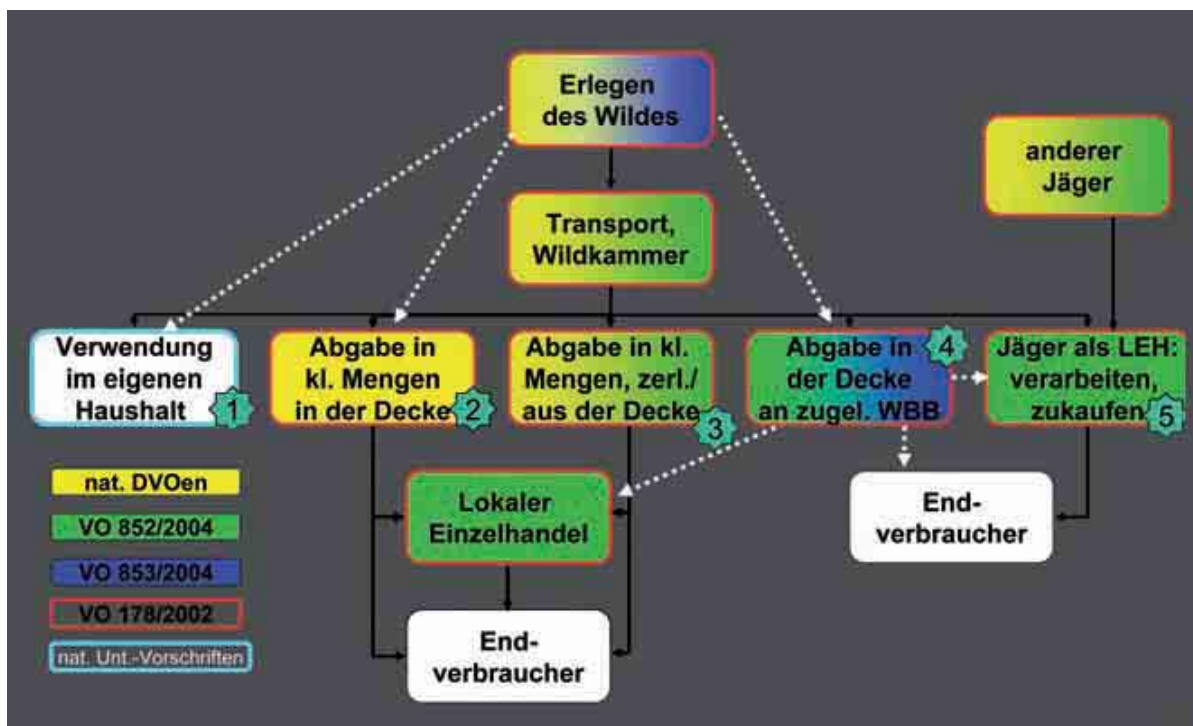 Erlegen
des Wildes
anderer
Jäger
Transport,
Wildkammer
Verwendung
im eigenen
Haushalt
1
Abgabe in
kl. Mengen
in der Decke
2
Abgabe in kl.
Mengen, zerl./
aus der Decke
3
Abgabe in
der Decke
an zugel. WBB
4
Jäger als LEH:
verarbeiten,
zukaufen
5
nat. DVOen
VO 852/2004
VO 853/2004
VO 178/2002
nat. Unt.-Vorschriften
Lokaler
Einzelhandel
End-
verbraucher
End-
verbraucher